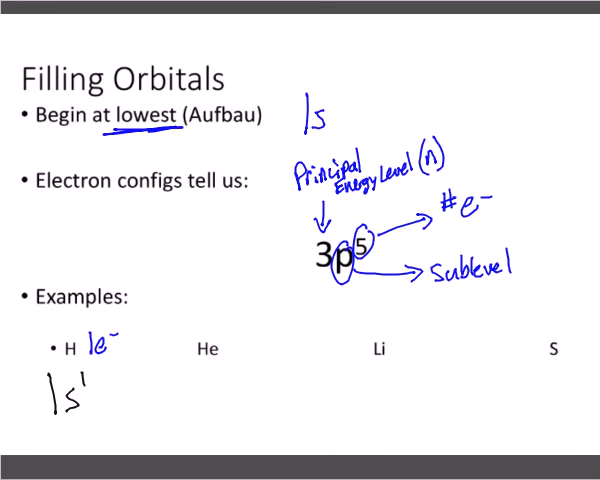 Filling Orbitals
• Begin at lowest (Aufbau)
1s
• Electron configs tell us:
Principal
Energy Level (n)
# e-
3p⁵
Sublevel
• Examples:
• H 1e⁻ He Li S
1s¹